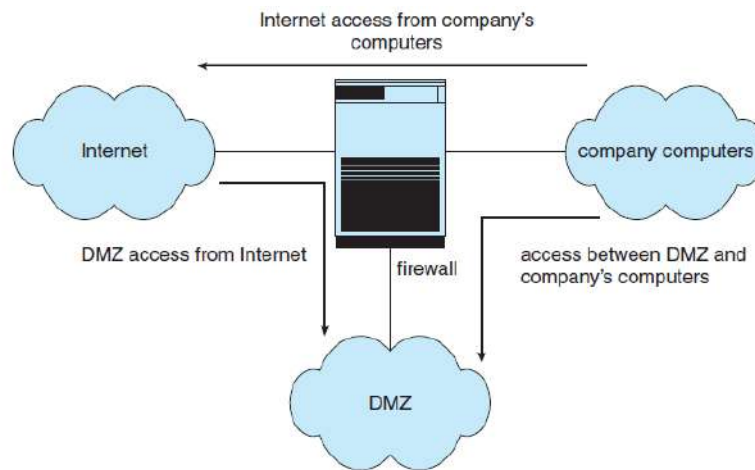 Internet access from company's
computers
Internet
company computers
DMZ access from Internet
firewall
access between DMZ and
company's computers
DMZ